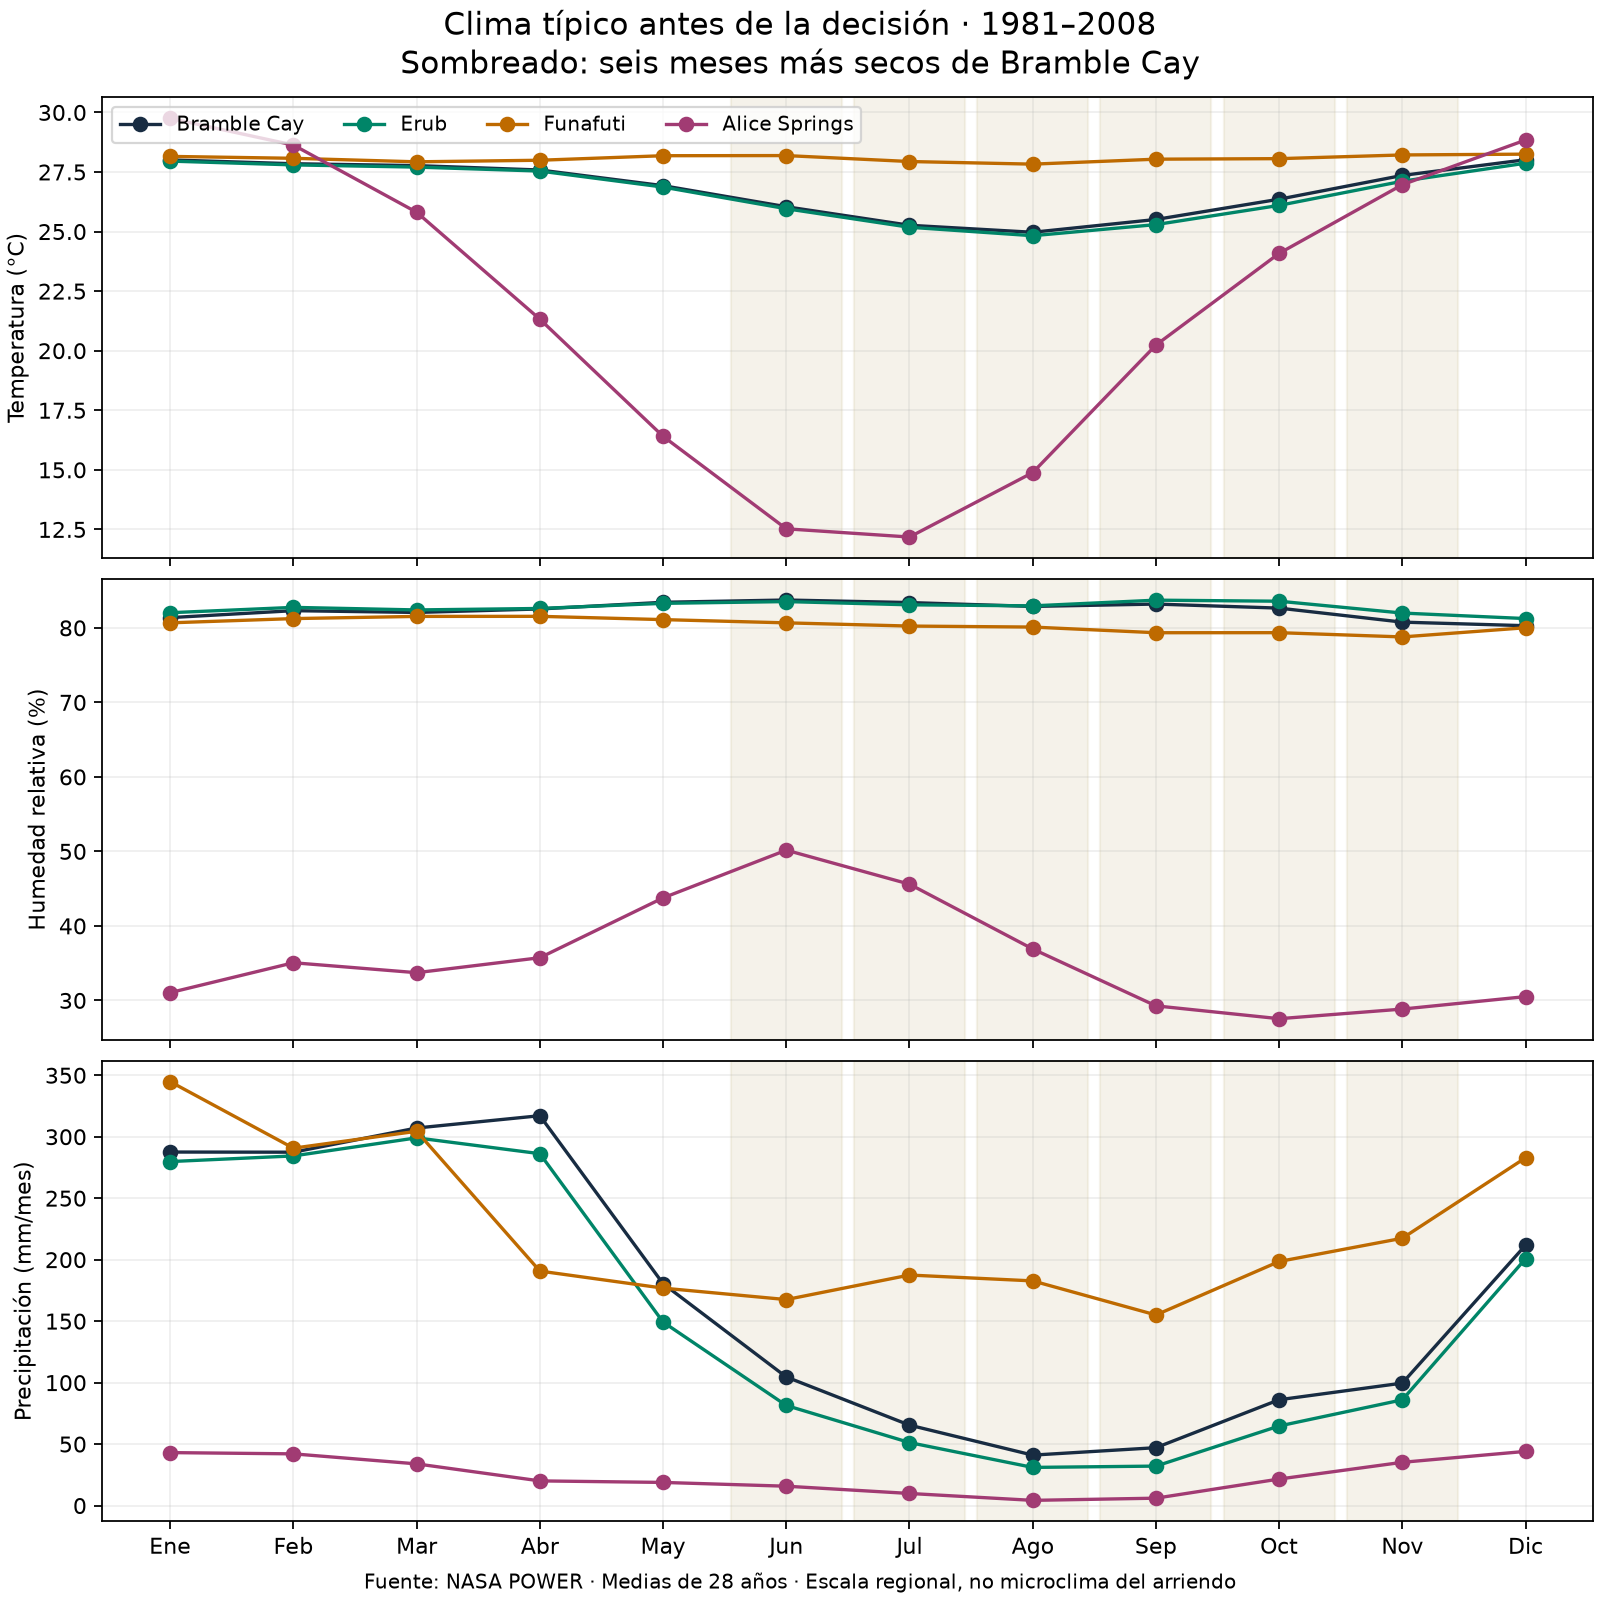 Clima típico antes de la decisión · 1981–2008
Sombreado: seis meses más secos de Bramble Cay
Bramble Cay
Erub
Funafuti
Alice Springs
Temperatura (°C)
30.0
27.5
25.0
22.5
20.0
17.5
15.0
12.5
Humedad relativa (%)
80
70
60
50
40
30
Precipitación (mm/mes)
350
300
250
200
150
100
50
0
Ene Feb Mar Abr May Jun Jul Ago Sep Oct Nov Dic
Fuente: NASA POWER · Medias de 28 años · Escala regional, no microclima del arriendo